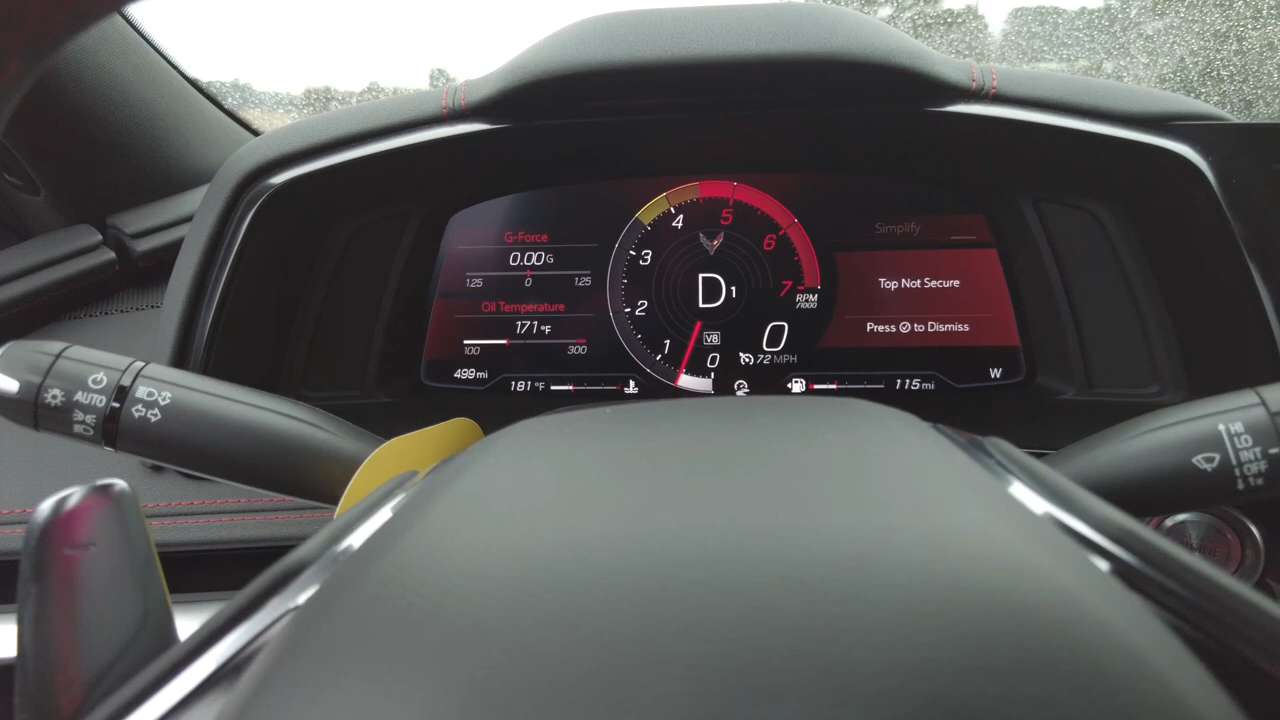 G-Force
0.00G
1.25 0 1.25
Oil Temperature
171°F
100 300
499mi
181°F
4 5
3 6
2 7
1 0
RPM
/1000
D1
V8
0
72 MPH
Simplify
Top Not Secure
Press to Dismiss
115mi
W
AUTO
HI
LO
INT
OFF
1x